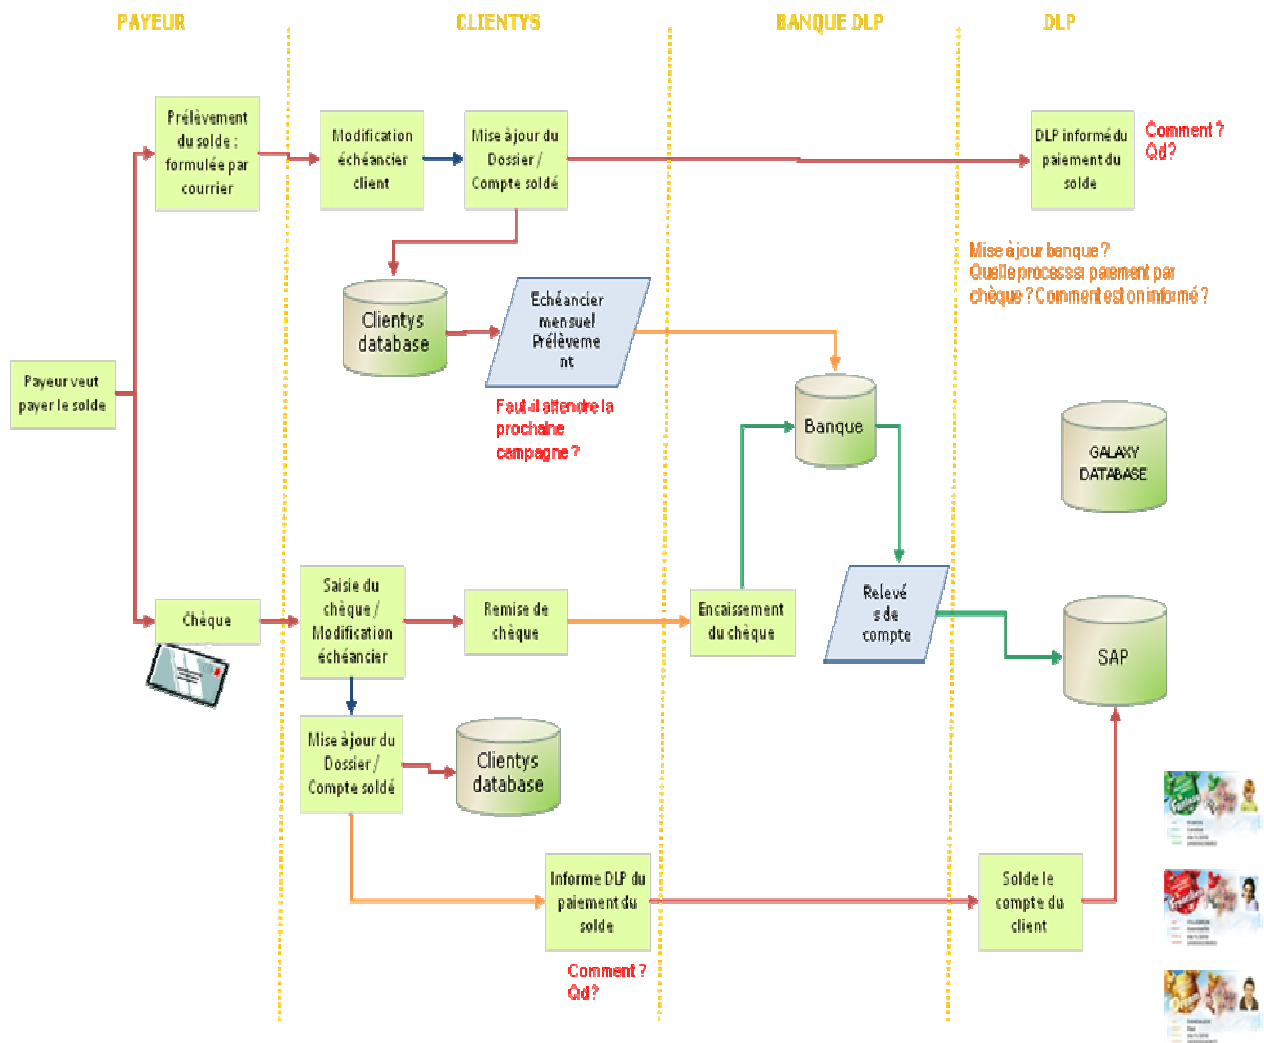 PAYEUR
CLIENTYS
BANQUE DLP
DLP
Prélèvement
du solde :
formulée par
courrier
Modification
échéancier
client
Mise à jour du
Dossier /
Compte soldé
DLP informé du
paiement du
solde
Comment ?
Qd?
Mise à jour banque ?
Quelle process si paiement par
chèque ? Comment est on informé ?
Clientys
database
Echéancier
mensuel
Prélèveme
nt
Faut-il attendre la
prochaine
campagne ?
Payeur veut
payer le solde
Banque
GALAXY
DATABASE
Chèque
Saisie du
chèque /
Modification
échéancier
Remise de
chèque
Encaissement
du chèque
Relevé
s de
compte
SAP
Mise à jour du
Dossier /
Compte soldé
Clientys
database
Informe DLP du
paiement du
solde
Comment ?
Qd?
Solde le
compte du
client